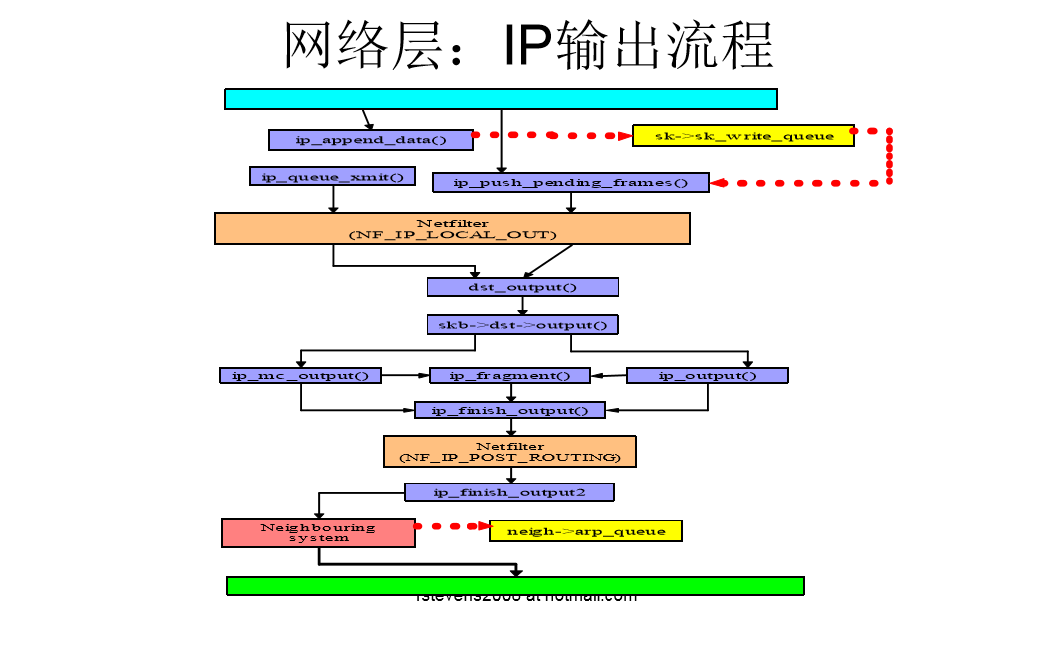 网络层：IP输出流程
ip_append_data()
sk->sk_write_queue
ip_queue_xmit()
ip_push_pending_frames()
Netfilter
(NF_IP_LOCAL_OUT)
dst_output()
skb->dst->output()
ip_mc_output()
ip_fragment()
ip_output()
ip_finish_output()
Netfilter
(NF_IP_POST_ROUTING)
ip_finish_output2
Neighbouring
system
neigh->arp_queue
at hotmail.com